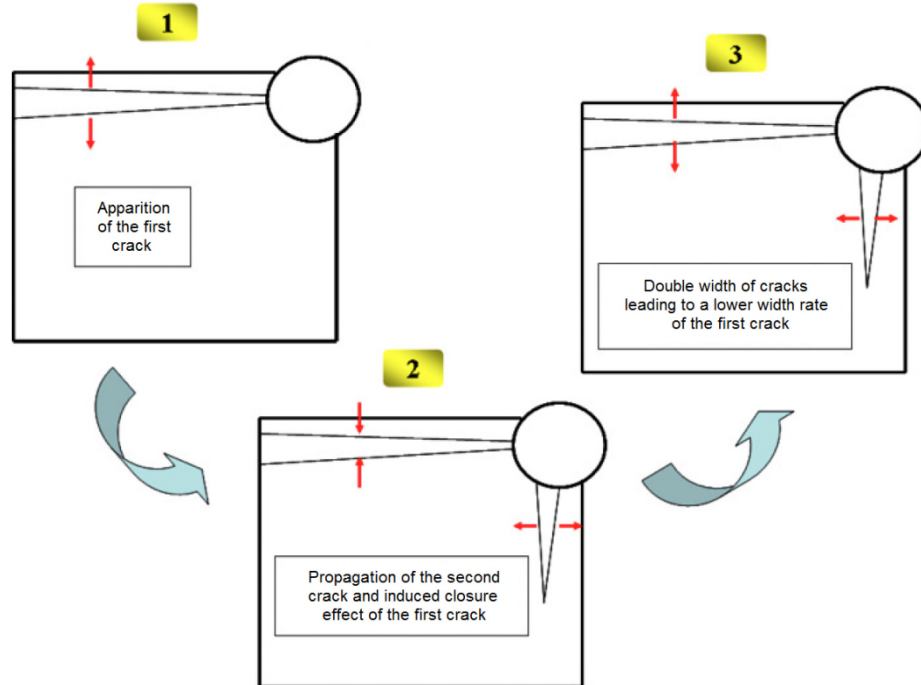 1
Apparition
of the first
crack
2
Propagation of the second
crack and induced closure
effect of the first crack
3
Double width of cracks
leading to a lower width rate
of the first crack